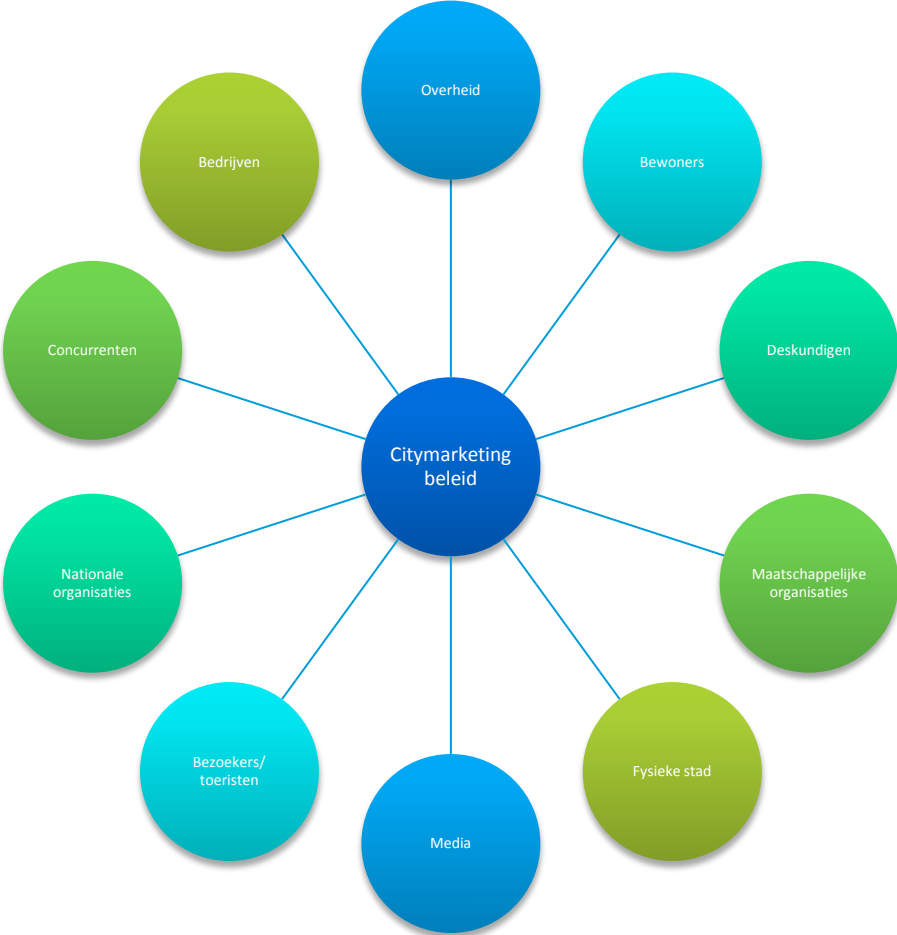 Overheid
Bewoners
Bedrijven
Deskundigen
Concurrenten
Citymarketing
beleid
Maatschappelijke
organisaties
Nationale
organisaties
Fysieke stad
Bezoekers/
toeristen
Media